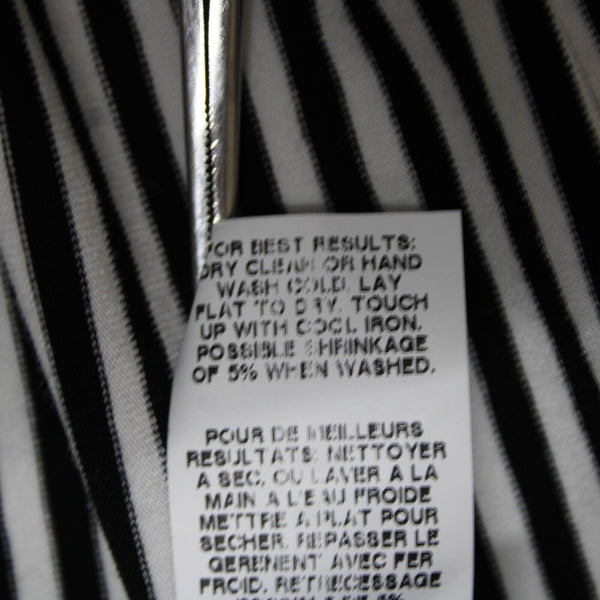 FOR BEST RESULTS:
DRY CLEAN OR HAND
WASH COLD. LAY
FLAT TO DRY. TOUCH
UP WITH COOL IRON.
POSSIBLE SHRINKAGE
OF 5% WHEN WASHED.
POUR DE MEILLEURS
RESULTATS: NETTOYER
A SEC. OU LAVER A LA
MAIN A L'EAU FROIDE
METTRE A PLAT POUR
SECHER. REPASSER LE
GEREMENT AVEC FER
FROID. RETRECESSAGE